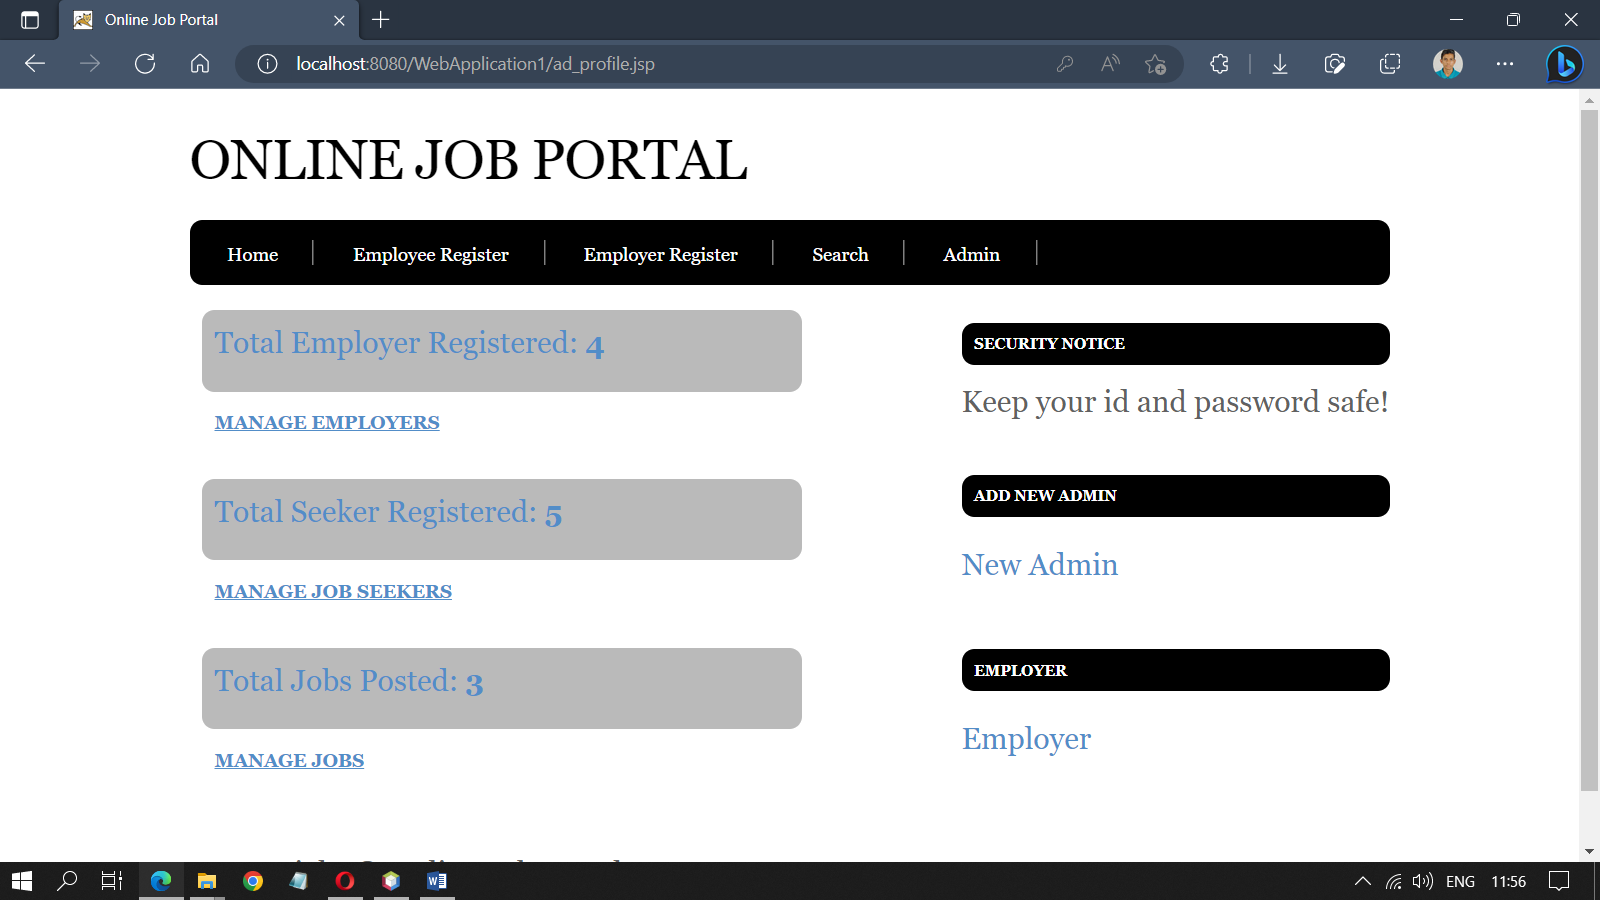 Online Job Portal
localhost:8080/WebApplication1/ad_profile.jsp
ONLINE JOB PORTAL
Home Employee Register Employer Register Search Admin
Total Employer Registered: 4
MANAGE EMPLOYERS
Total Seeker Registered: 5
MANAGE JOB SEEKERS
Total Jobs Posted: 3
MANAGE JOBS
SECURITY NOTICE
Keep your id and password safe!
ADD NEW ADMIN
New Admin
EMPLOYER
Employer
ENG 11:56